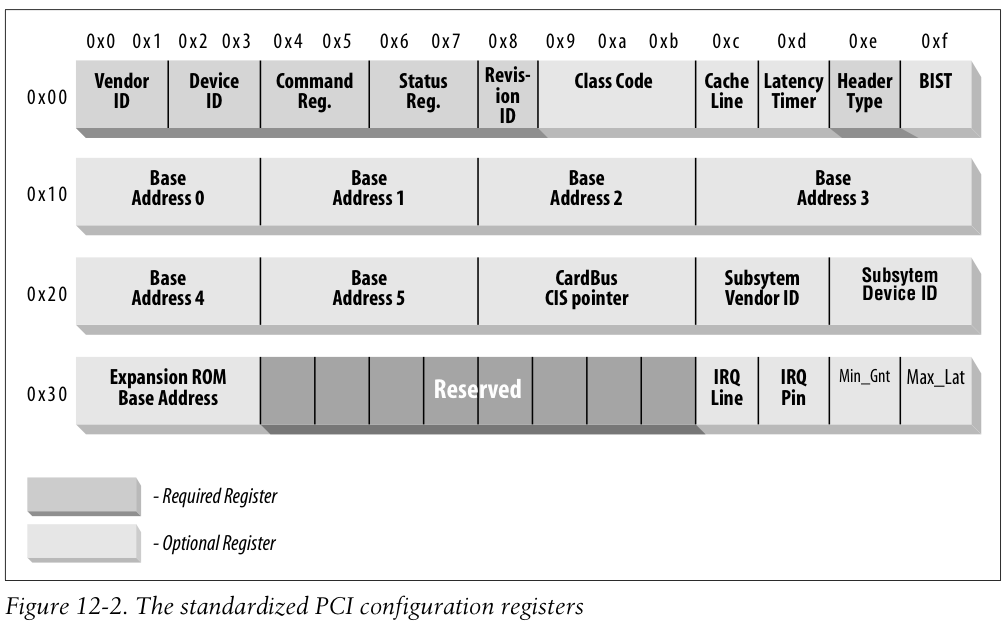 0x0 0x1 0x2 0x3 0x4 0x5 0x6 0x7 0x8 0x9 0xa 0xb 0xc 0xd 0xe 0xf
0x00
Vendor
ID
Device
ID
Command
Reg.
Status
Reg.
Revis-
ion
ID
Class Code
Cache
Line
Latency
Timer
Header
Type
BIST
0x10
Base
Address 0
Base
Address 1
Base
Address 2
Base
Address 3
0x20
Base
Address 4
Base
Address 5
CardBus
CIS pointer
Subsytem
Vendor ID
Subsytem
Device ID
0x30
Expansion ROM
Base Address
Reserved
IRQ
Line
IRQ
Pin
Min_Gnt
Max_Lat
- Required Register
- Optional Register
Figure 12-2. The standardized PCI configuration registers